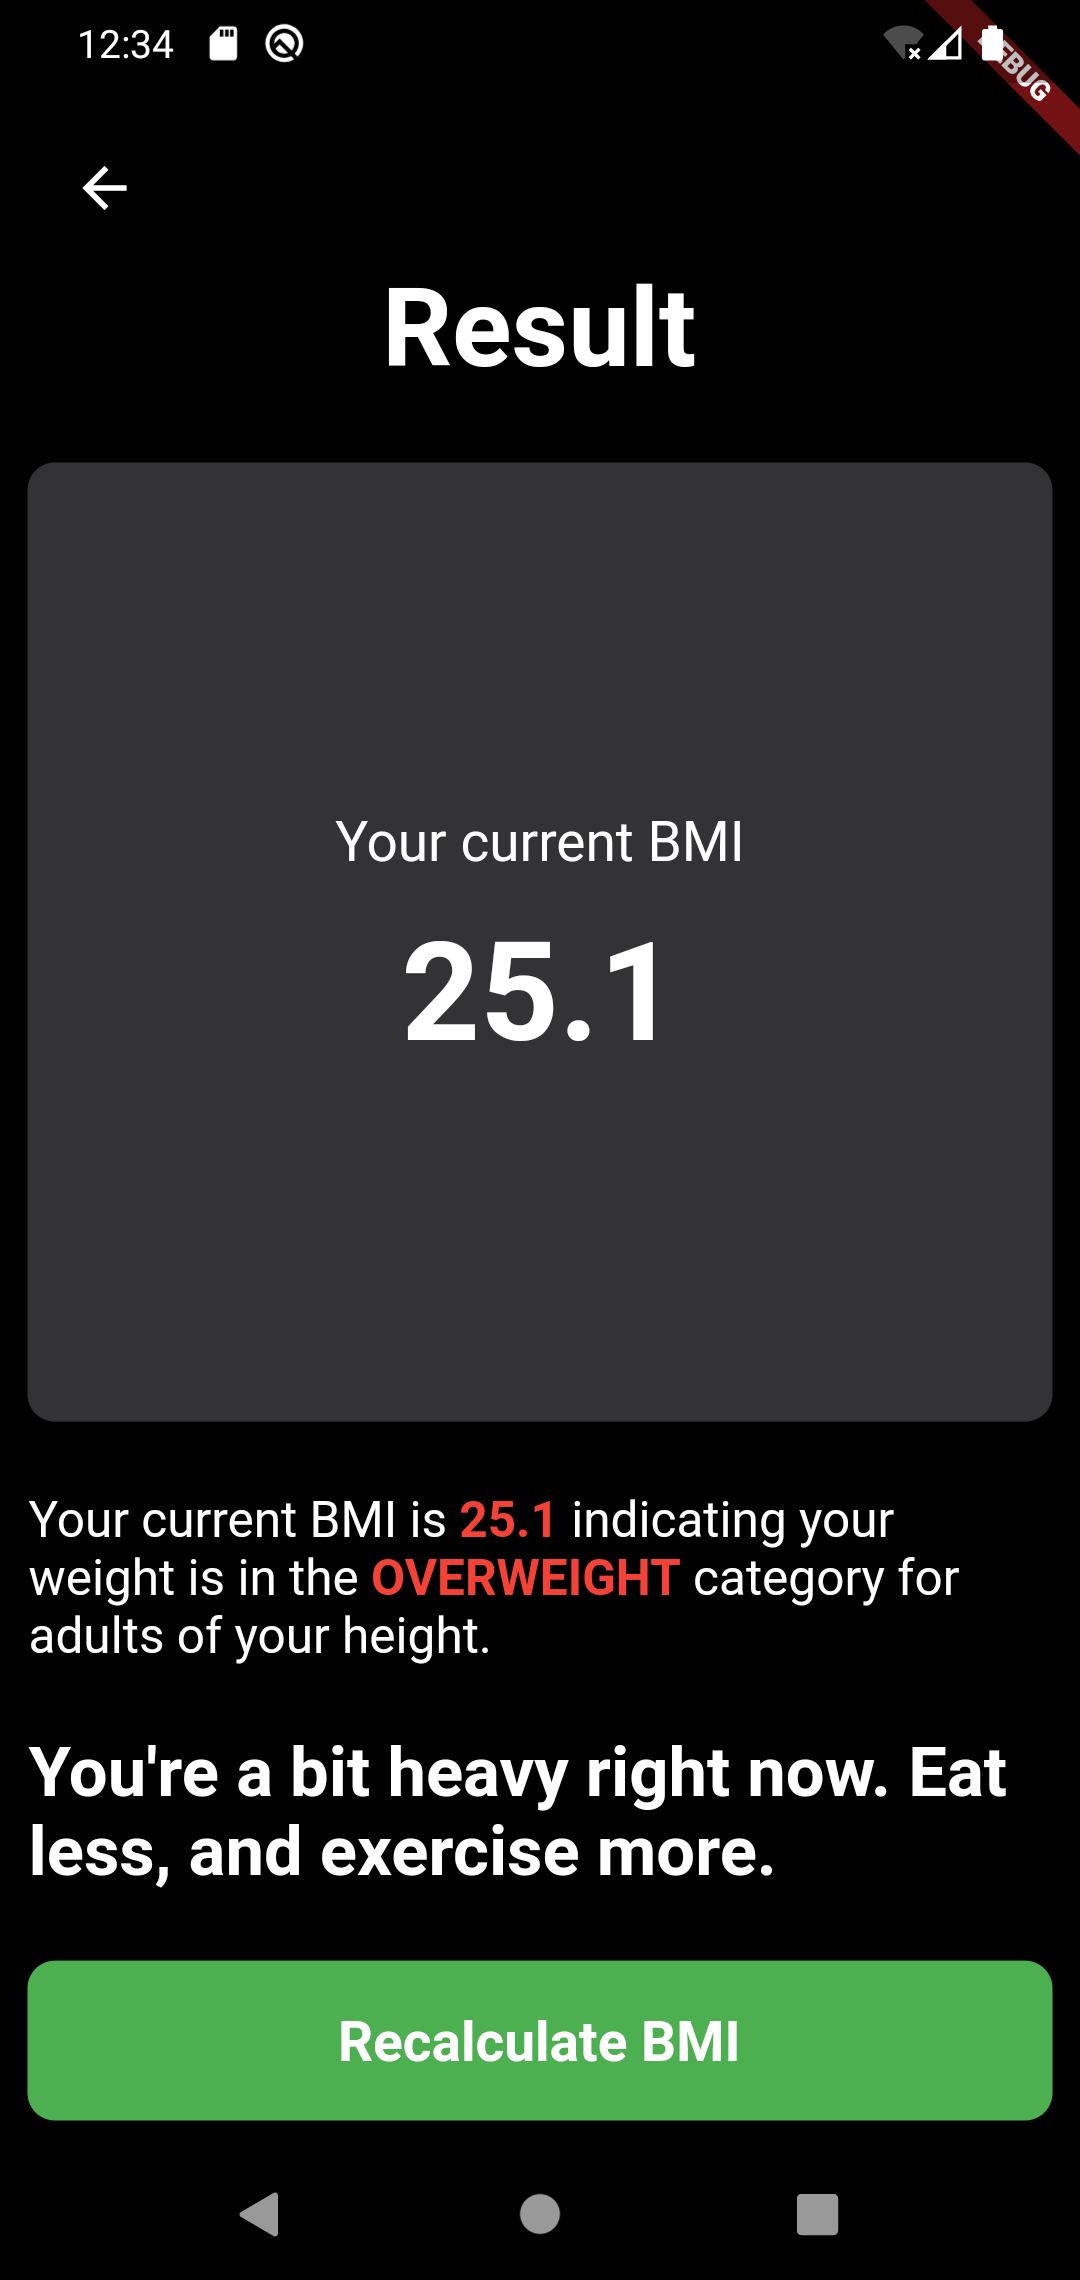 12:34
Result
Your current BMI
25.1
Your current BMI is 25.1 indicating your
weight is in the OVERWEIGHT category for
adults of your height.
You're a bit heavy right now. Eat
less, and exercise more.
Recalculate BMI